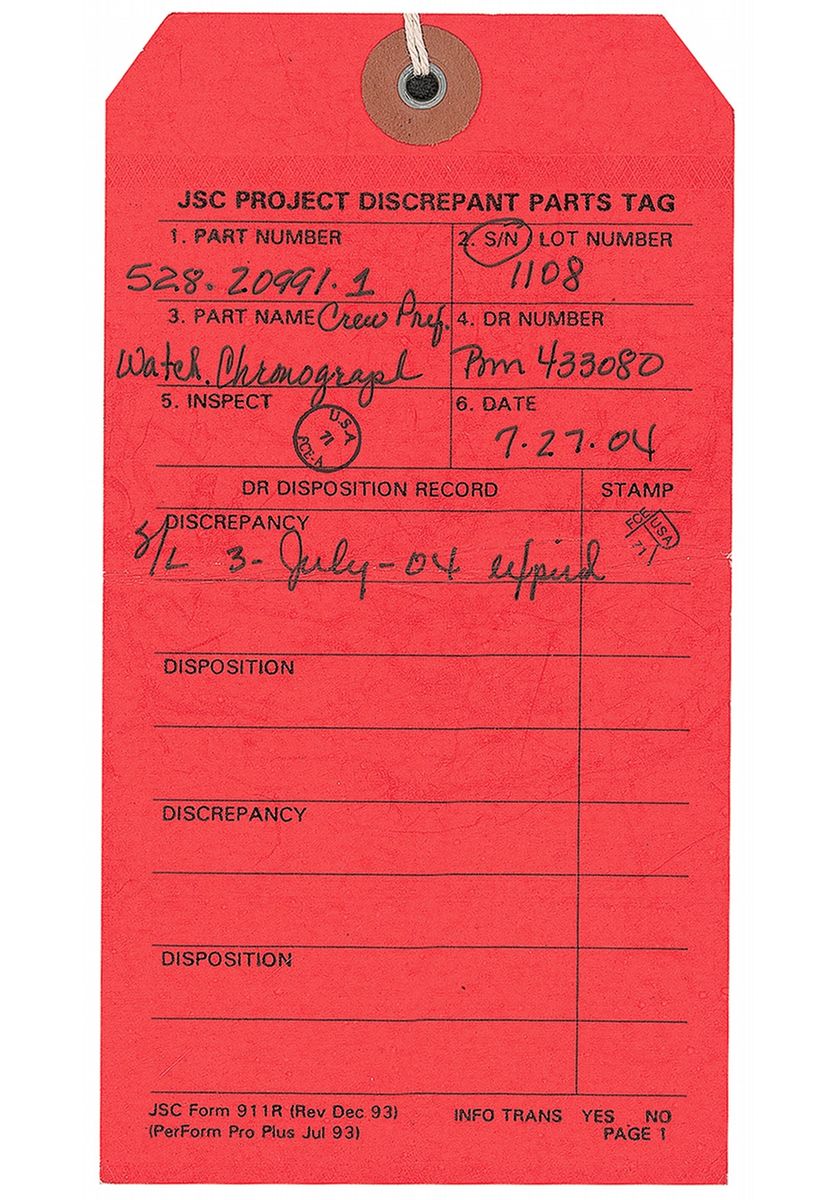 JSC PROJECT DISCREPANT PARTS TAG
1. PART NUMBER
528.20991.1
2. S/N LOT NUMBER
1108
3. PART NAME Crew Pref.
Watch. Chronograph
4. DR NUMBER
433080
5. INSPECT
U.S.A
71
6. DATE
7.27.04
DR DISPOSITION RECORD STAMP
DISCREPANCY
USA
71
S/L 3-July-04 expired
DISPOSITION
DISCREPANCY
DISPOSITION
JSC Form 911R (Rev Dec 93) INFO TRANS YES NO
(PerForm Pro Plus Jul 93) PAGE 1